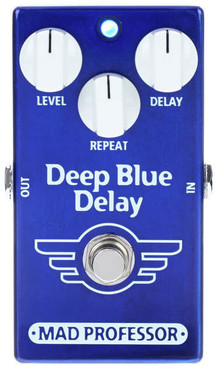 LEVEL
DELAY
REPEAT
OUT
IN
Deep Blue
Delay
• MAD PROFESSOR •